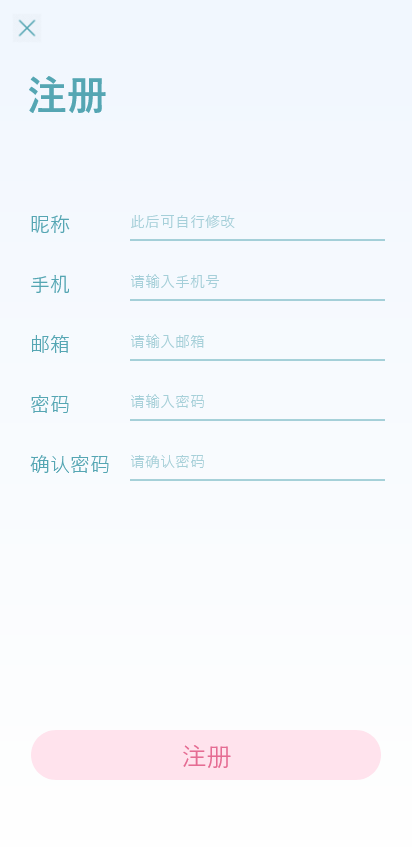 注册
昵称 此后可自行修改
手机 请输入手机号
邮箱 请输入邮箱
密码 请输入密码
确认密码 请确认密码
注册